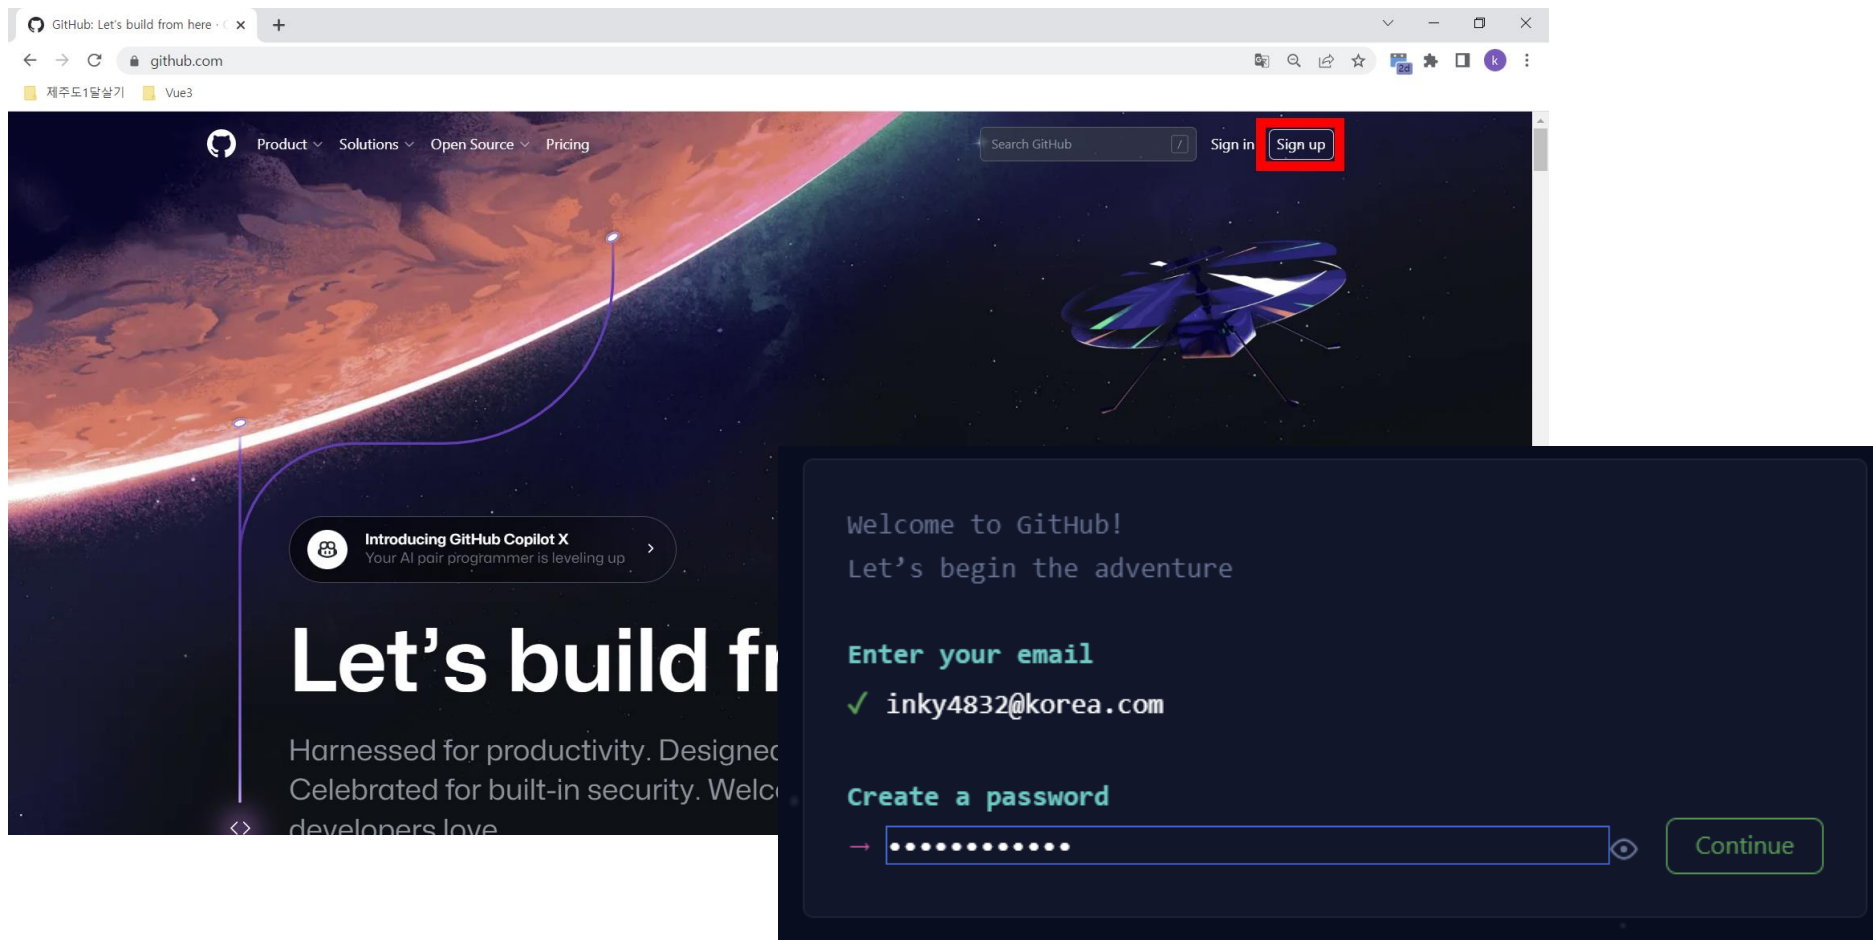 GitHub: Let's build from here ·
github.com
2d
k
제주도1달살기 Vue3
Product Solutions Open Source Pricing
Search GitHub / Sign in Sign up
Introducing GitHub Copilot X
Your AI pair programmer is leveling up
Let's build
Harnessed for productivity. Designed
Celebrated for built-in security.
developers love
Welcome to GitHub!
Let's begin the adventure
Enter your email
✓ inky4832@korea.com
Create a password
→ ●●●●●●●●●●●●
Continue